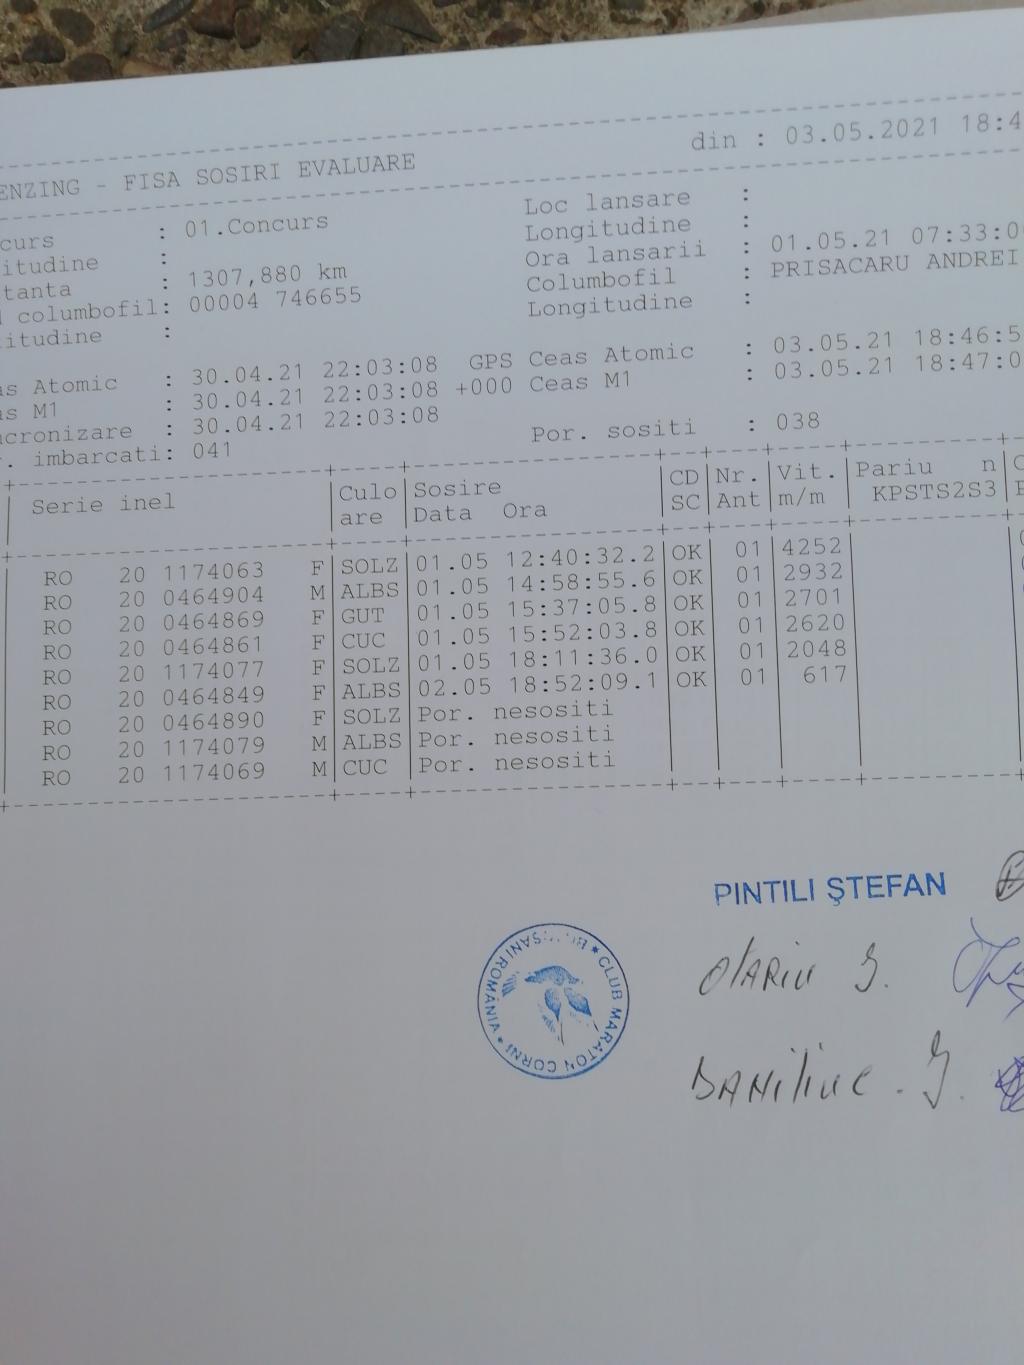 din : 03.05.2021 18:4
ENZING - FISA SOSIRI EVALUARE
curs : 01.Concurs Loc lansare :
itudine : Longitudine :
tanta : 1307,880 km Ora lansarii : 01.05.21 07:33:0
columbofil: 00004 746655 Columbofil : PRISACARU ANDREI
itudine : Longitudine :
as Atomic : 30.04.21 22:03:08 GPS Ceas Atomic : 03.05.21 18:46:5
as M1 : 30.04.21 22:03:08 +000 Ceas M1 : 03.05.21 18:47:0
ncronizare : 30.04.21 22:03:08
. imbarcati: 041 Por. sositi : 038
Serie inel Culo Sosire CD Nr. Vit. Pariu n
are Data Ora SC Ant m/m KPSTS2S3
RO 20 1174063 F SOLZ 01.05 12:40:32.2 OK 01 4252
RO 20 0464904 M ALBS 01.05 14:58:55.6 OK 01 2932
RO 20 0464869 F GUT 01.05 15:37:05.8 OK 01 2701
RO 20 0464861 F CUC 01.05 15:52:03.8 OK 01 2620
RO 20 1174077 F SOLZ 01.05 18:11:36.0 OK 01 2048
RO 20 0464849 F ALBS 02.05 18:52:09.1 OK 01 617
RO 20 0464890 F SOLZ Por. nesositi
RO 20 1174079 M ALBS Por. nesositi
RO 20 1174069 M CUC Por. nesositi
PINTILI ŞTEFAN
CLUB MARATON CORNI * ROMÂNIA *
OTARIU G.
DANILIUC . G.